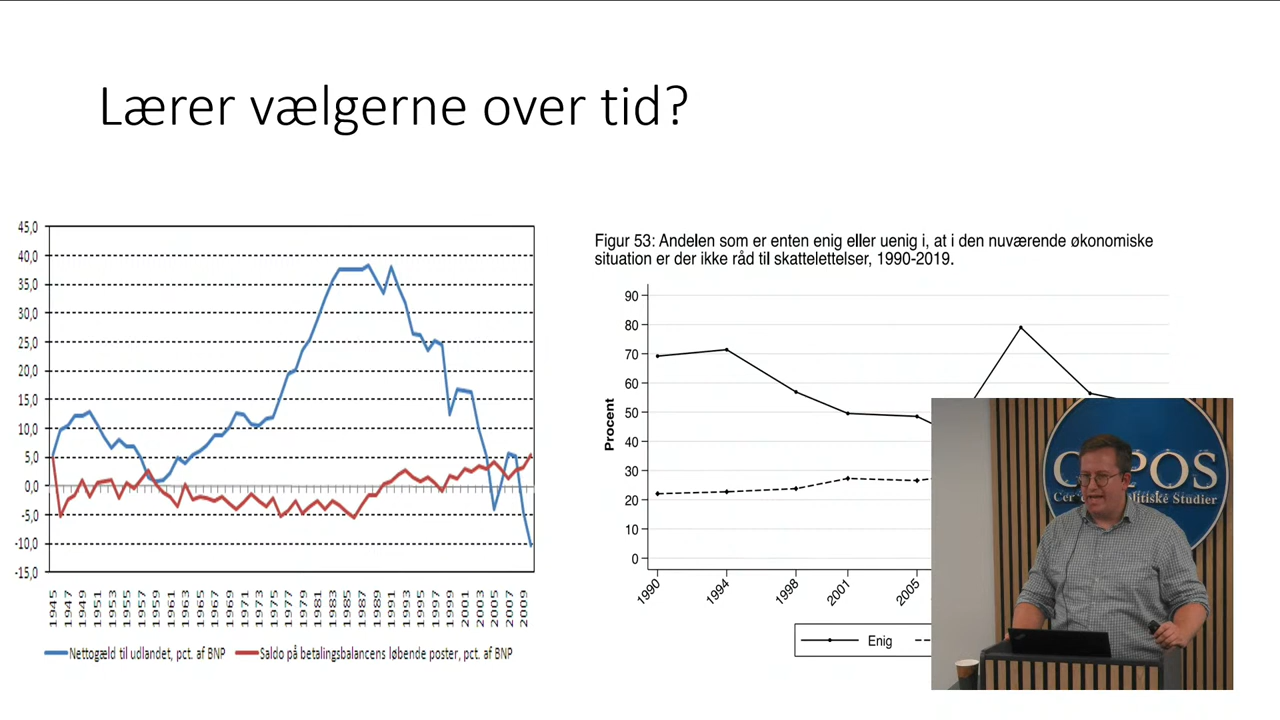 Lærer vælgerne over tid?
45,0
40,0
35,0
30,0
25,0
20,0
15,0
10,0
5,0
0,0
-5,0
-10,0
-15,0
1945 1947 1949 1951 1953 1955 1957 1959 1961 1963 1965 1967 1969 1971 1973 1975 1977 1979 1981 1983 1985 1987 1989 1991 1993 1995 1997 1999 2001 2003 2005 2007 2009
Nettogæld til udlandet, pct. af BNP Saldo på betalingsbalancens løbende poster, pct. af BNP
Figur 53: Andelen som er enten enig eller uenig i, at i den nuværende økonomiske
situation er der ikke råd til skattelettelser, 1990-2019.
Procent
90
80
70
60
50
40
30
20
10
0
1990 1994 1998 2001 2005
Enig
Politiske Studier